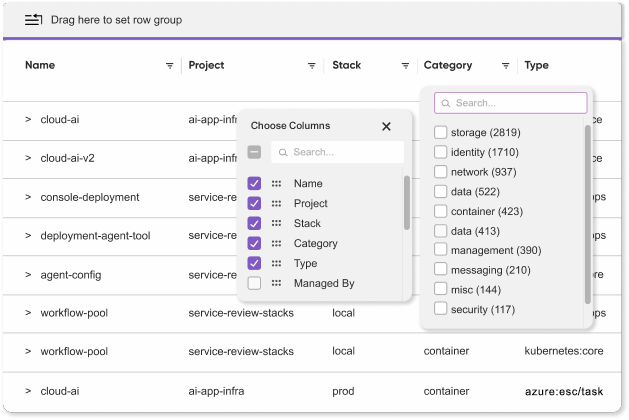 Drag here to set row group
Name Project Stack Category Type
Search...
> cloud-ai ai-app-infr ce
Choose Columns
storage (2819)
identity (1710)
network (937)
data (522)
container (423)
data (413)
management (390)
messaging (210)
misc (144)
security (117)
Search...
Name
Project
Stack
Category
Type
Managed By
> cloud-ai-v2 ai-app-infr ce
> console-deployment service-re ops
> deployment-agent-tool service-re ops
> agent-config service-re ore
> workflow-pool service-review-stacks local ops
> workflow-pool service-review-stacks local container kubernetes:core
> cloud-ai ai-app-infra prod container azure:esc/task